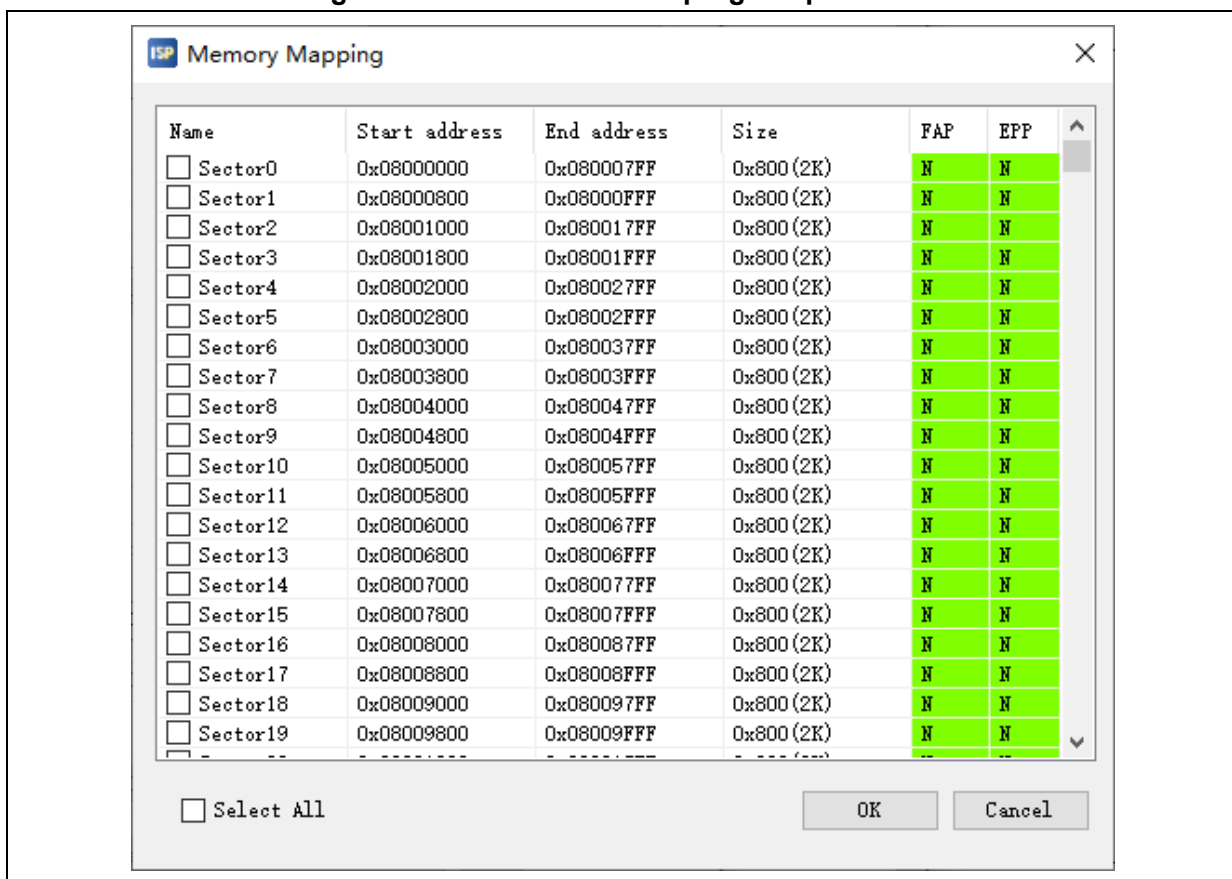 ISP Memory Mapping
Name Start address End address Size FAP EPP
Sector0 0x08000000 0x080007FF 0x800(2K) N N
Sector1 0x08000800 0x08000FFF 0x800(2K) N N
Sector2 0x08001000 0x080017FF 0x800(2K) N N
Sector3 0x08001800 0x08001FFF 0x800(2K) N N
Sector4 0x08002000 0x080027FF 0x800(2K) N N
Sector5 0x08002800 0x08002FFF 0x800(2K) N N
Sector6 0x08003000 0x080037FF 0x800(2K) N N
Sector7 0x08003800 0x08003FFF 0x800(2K) N N
Sector8 0x08004000 0x080047FF 0x800(2K) N N
Sector9 0x08004800 0x08004FFF 0x800(2K) N N
Sector10 0x08005000 0x080057FF 0x800(2K) N N
Sector11 0x08005800 0x08005FFF 0x800(2K) N N
Sector12 0x08006000 0x080067FF 0x800(2K) N N
Sector13 0x08006800 0x08006FFF 0x800(2K) N N
Sector14 0x08007000 0x080077FF 0x800(2K) N N
Sector15 0x08007800 0x08007FFF 0x800(2K) N N
Sector16 0x08008000 0x080087FF 0x800(2K) N N
Sector17 0x08008800 0x08008FFF 0x800(2K) N N
Sector18 0x08009000 0x080097FF 0x800(2K) N N
Sector19 0x08009800 0x08009FFF 0x800(2K) N N
Select All OK Cancel